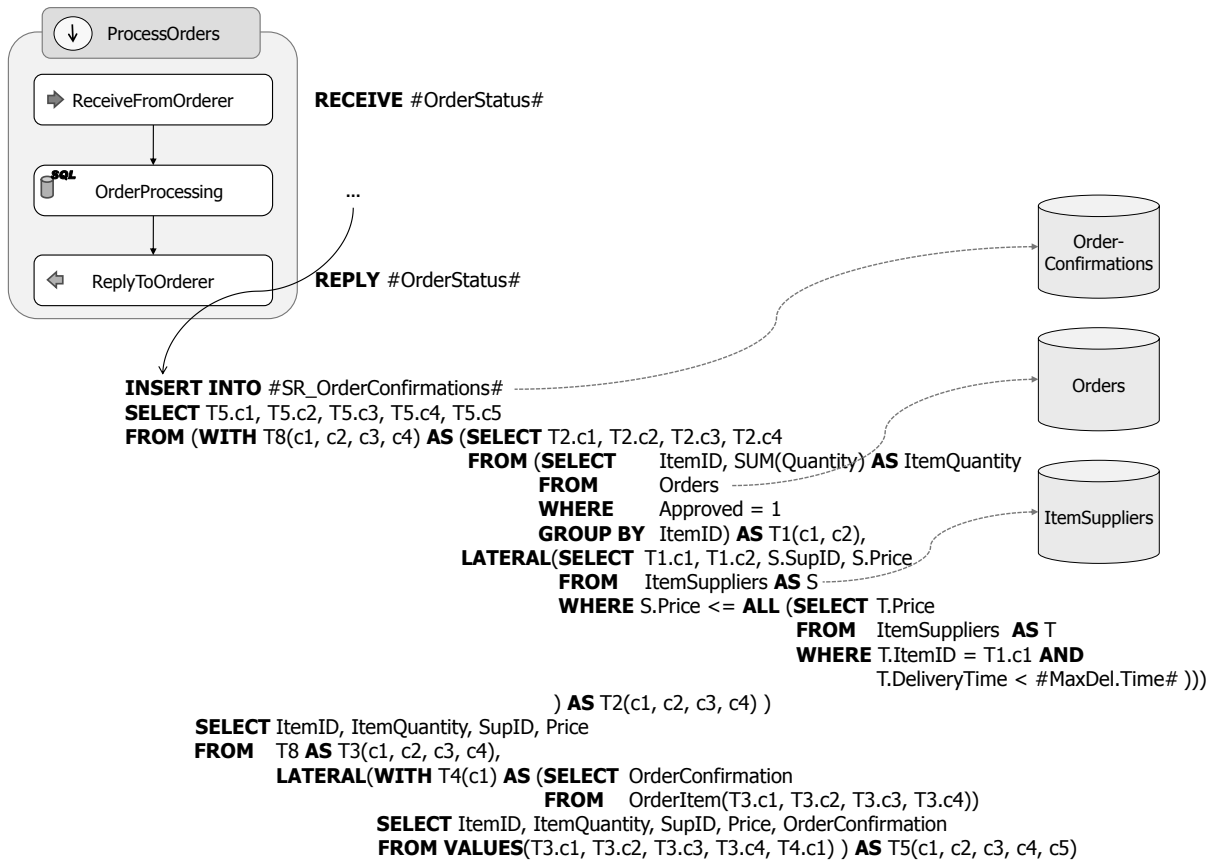 ProcessOrders
ReceiveFromOrderer
RECEIVE #OrderStatus#
SQL
OrderProcessing
...
ReplyToOrderer
REPLY #OrderStatus#
Order-
Confirmations
Orders
ItemSuppliers
INSERT INTO #SR_OrderConfirmations#
SELECT T5.c1, T5.c2, T5.c3, T5.c4, T5.c5
FROM (WITH T8(c1, c2, c3, c4) AS (SELECT T2.c1, T2.c2, T2.c3, T2.c4
FROM (SELECT ItemID, SUM(Quantity) AS ItemQuantity
FROM Orders
WHERE Approved = 1
GROUP BY ItemID) AS T1(c1, c2),
LATERAL(SELECT T1.c1, T1.c2, S.SupID, S.Price
FROM ItemSuppliers AS S
WHERE S.Price <= ALL (SELECT T.Price
FROM ItemSuppliers AS T
WHERE T.ItemID = T1.c1 AND
T.DeliveryTime < #MaxDel.Time# )))
) AS T2(c1, c2, c3, c4) )
SELECT ItemID, ItemQuantity, SupID, Price
FROM T8 AS T3(c1, c2, c3, c4),
LATERAL(WITH T4(c1) AS (SELECT OrderConfirmation
FROM OrderItem(T3.c1, T3.c2, T3.c3, T3.c4))
SELECT ItemID, ItemQuantity, SupID, Price, OrderConfirmation
FROM VALUES(T3.c1, T3.c2, T3.c3, T3.c4, T4.c1) ) AS T5(c1, c2, c3, c4, c5)